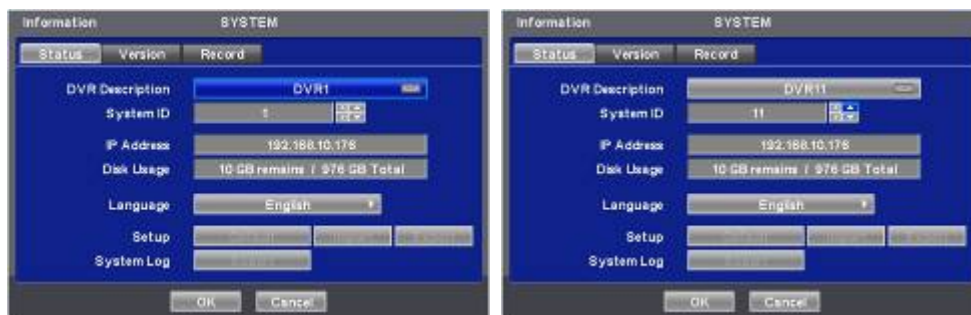 Information SYSTEM
Status Version Record
DVR Description DVR1
System ID 1
IP Address 192.168.10.176
Disk Usage 10 GB remains / 976 GB Total
Language English
Setup
System Log
OK Cancel
Information SYSTEM
Status Version Record
DVR Description DVR11
System ID 11
IP Address 192.168.10.176
Disk Usage 10 GB remains / 976 GB Total
Language English
Setup
System Log
OK Cancel